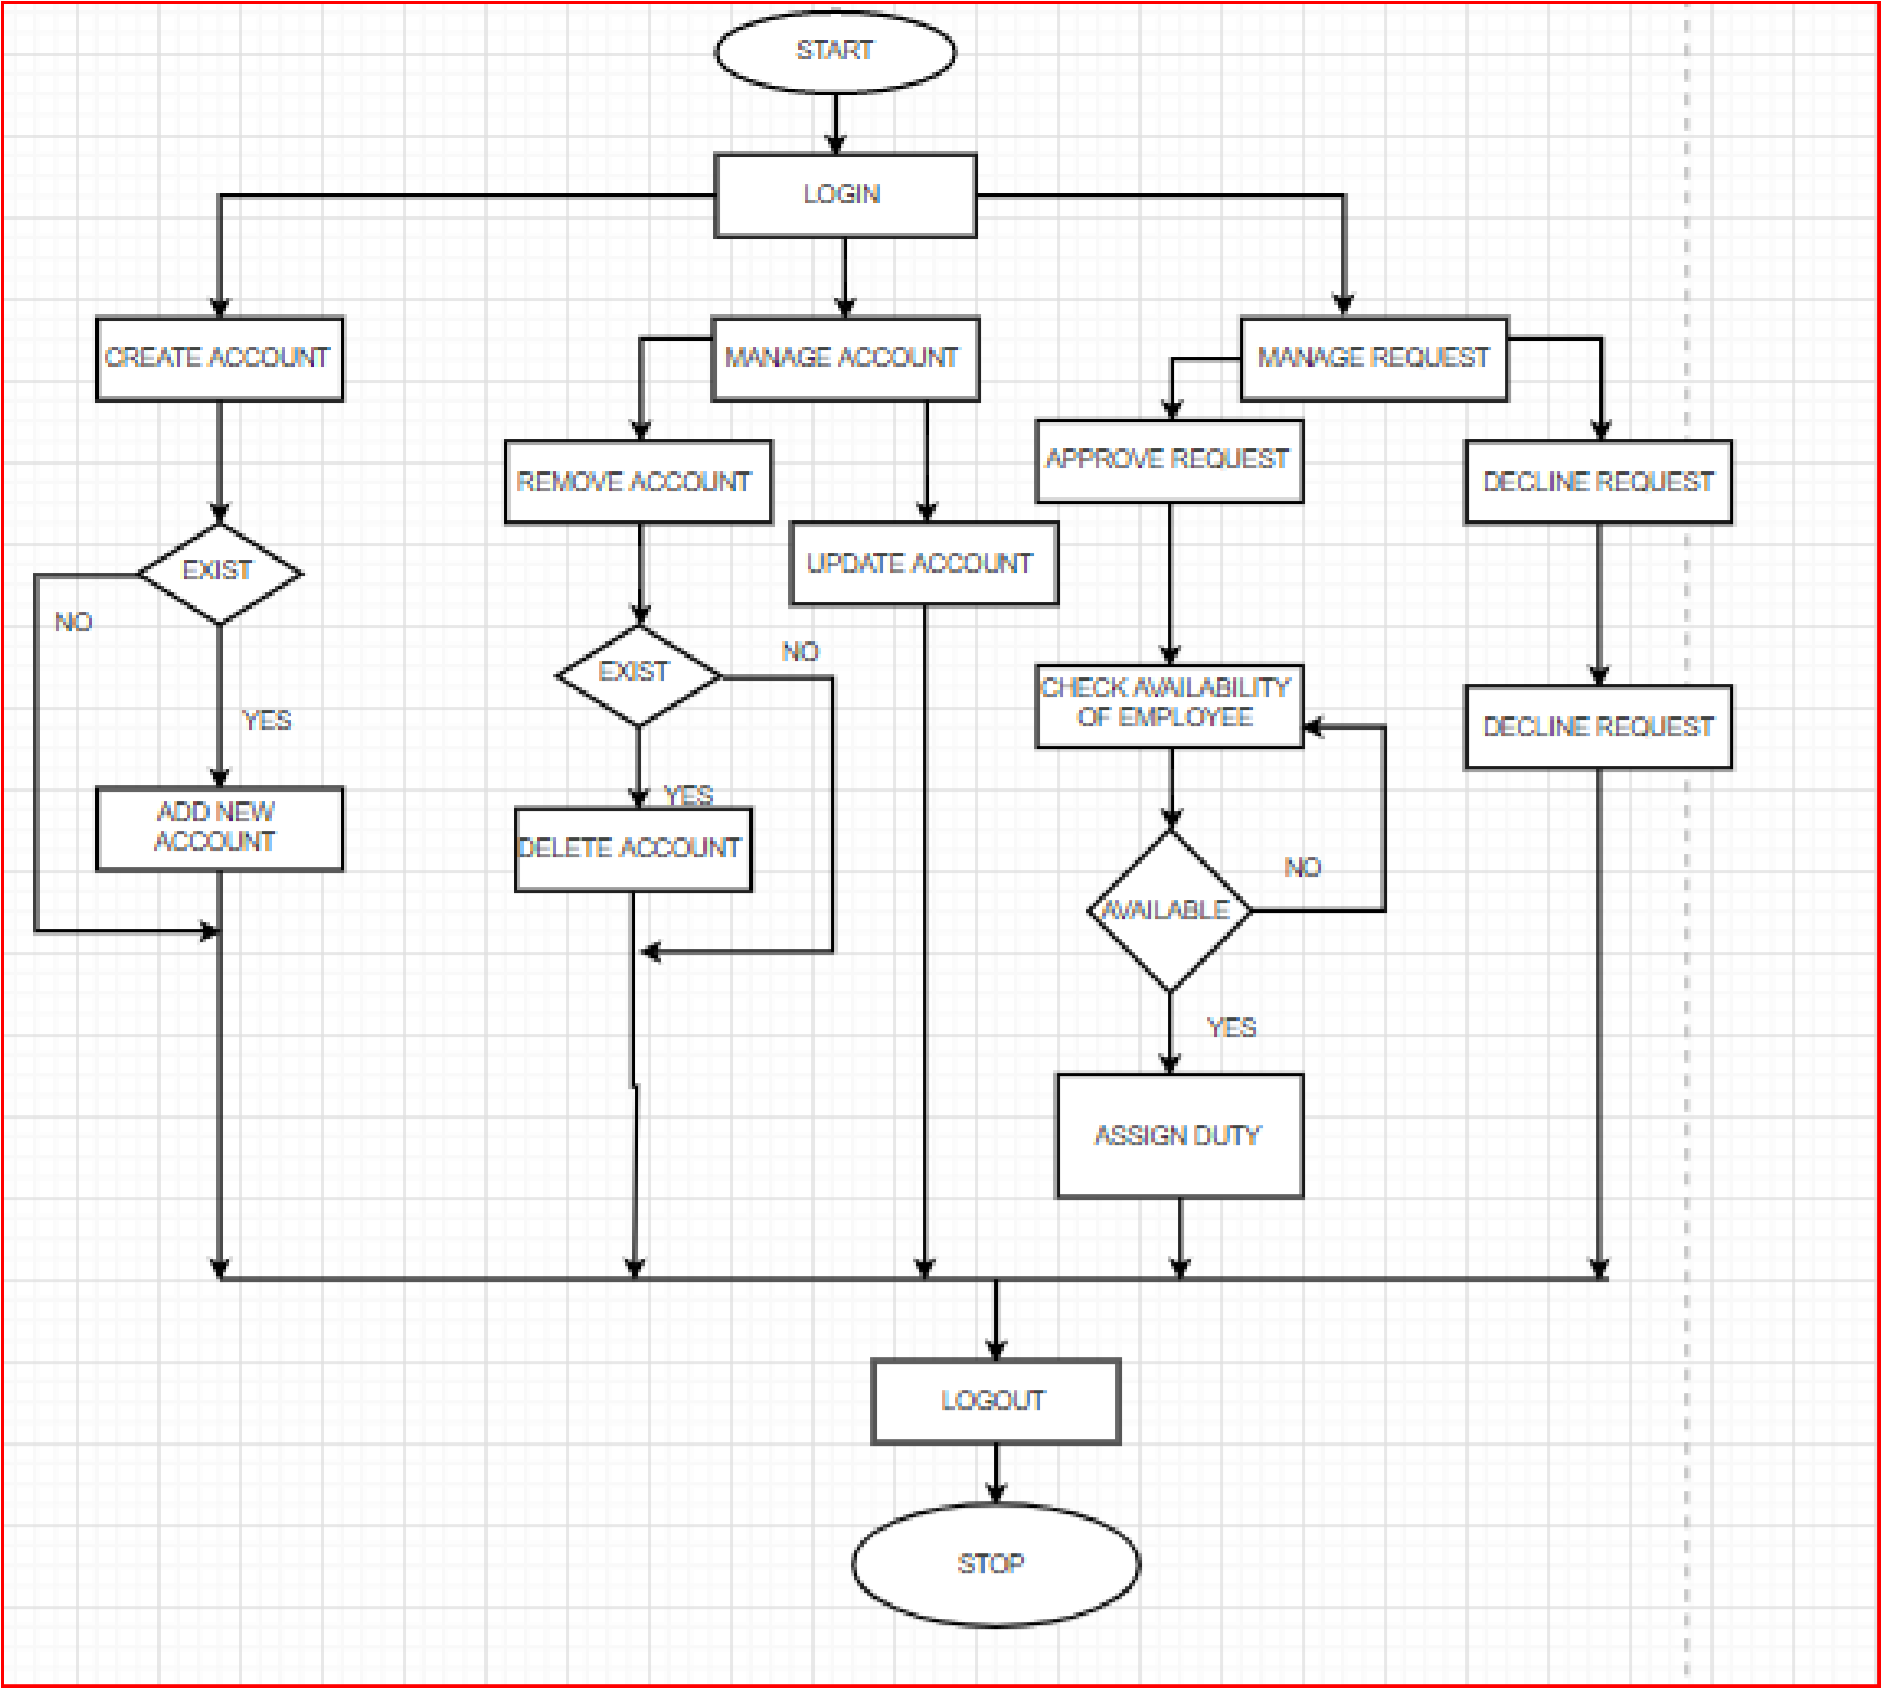 START
LOGIN
CREATE ACCOUNT
MANAGE ACCOUNT
MANAGE REQUEST
REMOVE ACCOUNT
APPROVE REQUEST
DECLINE REQUEST
UPDATE ACCOUNT
EXIST
NO
YES
ADD NEW
ACCOUNT
EXIST
NO
YES
DELETE ACCOUNT
CHECK AVAILABILITY
OF EMPLOYEE
DECLINE REQUEST
AVAILABLE
NO
YES
ASSIGN DUTY
LOGOUT
STOP